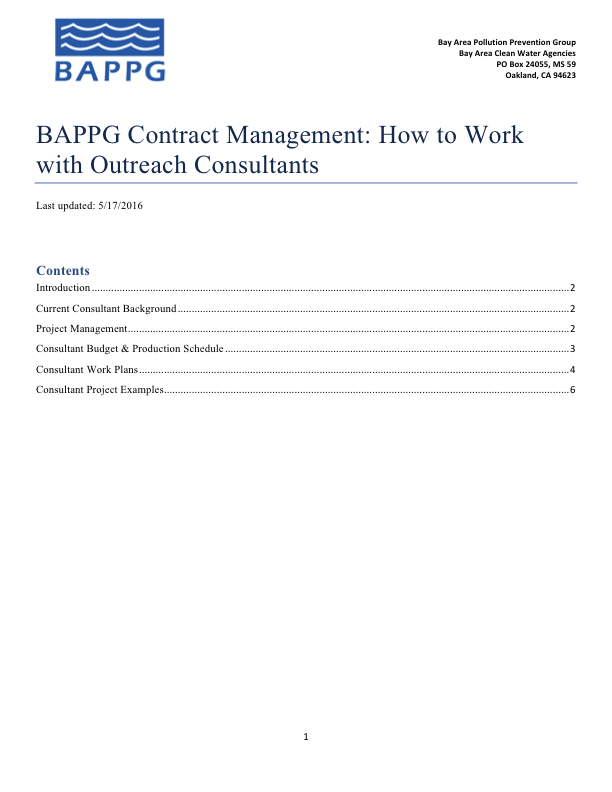 BAPPG
Bay Area Pollution Prevention Group
Bay Area Clean Water Agencies
PO Box 24055, MS 59
Oakland, CA 94623
BAPPG Contract Management: How to Work
with Outreach Consultants
Last updated: 5/17/2016
Contents
Introduction 2
Current Consultant Background 2
Project Management 2
Consultant Budget & Production Schedule 3
Consultant Work Plans 4
Consultant Project Examples 6
1